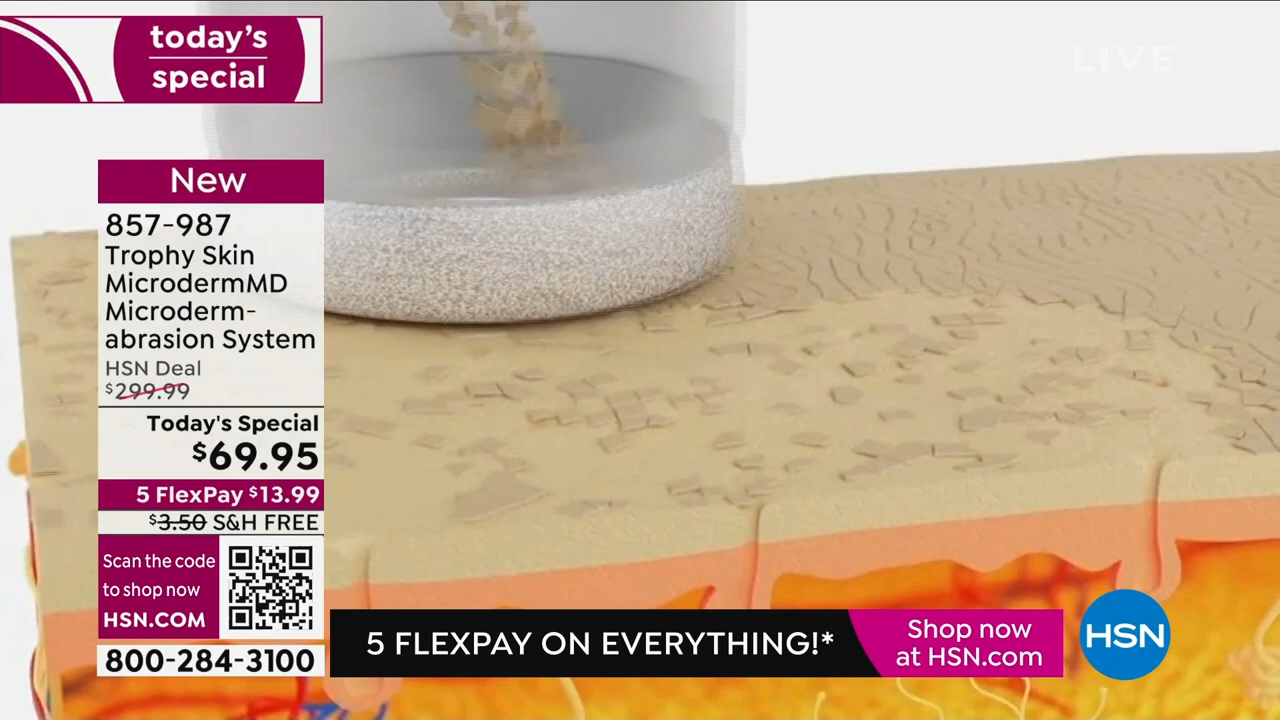 today's
special
LIVE
New
857-987
Trophy Skin
MicrodermMD
Microderm-
abrasion System
HSN Deal
$299.99
Today's Special
$69.95
5 FlexPay $13.99
$3.50 S&H FREE
Scan the code
to shop now
HSN.COM
800-284-3100
5 FLEXPAY ON EVERYTHING!*
Shop now
at HSN.com
HSN